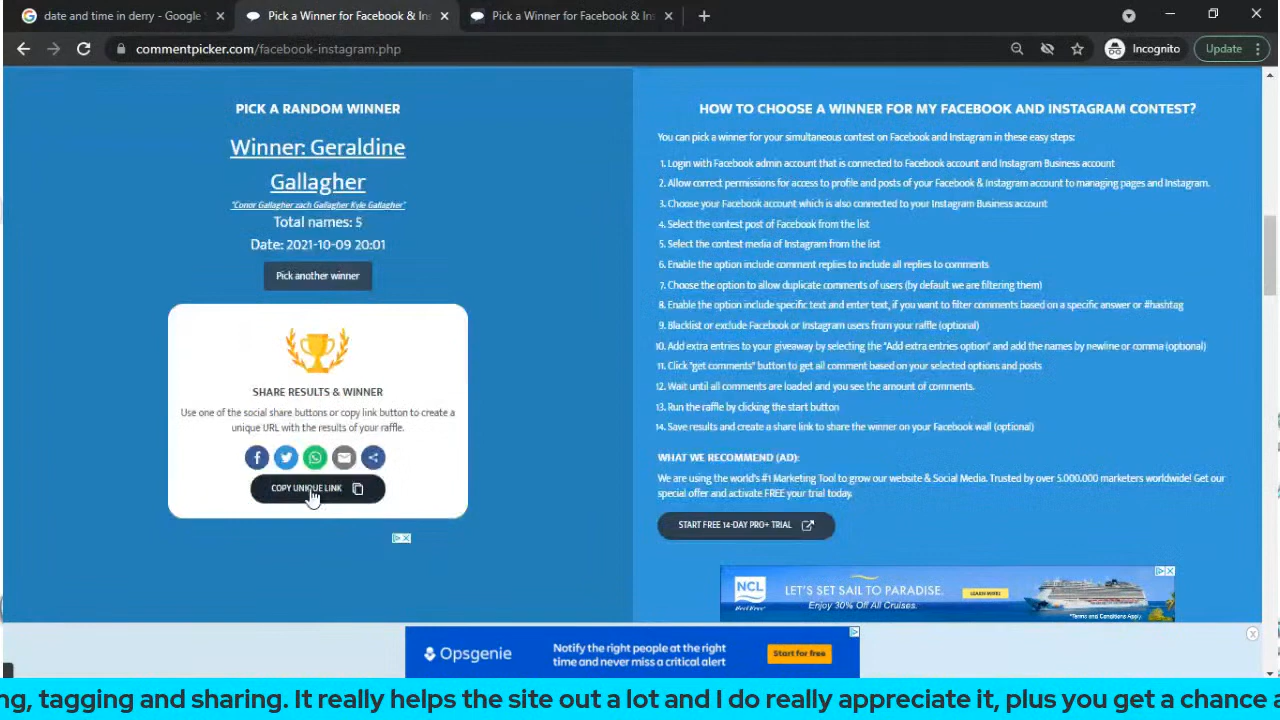 date and time in derry - Google
Pick a Winner for Facebook & Ins
Pick a Winner for Facebook & Ins
commentpicker.com/facebook-instagram.php
Incognito
Update
PICK A RANDOM WINNER
Winner: Geraldine
Gallagher
"Conor Gallagher zach Gallagher Kyle Gallagher"
Total names: 5
Date: 2021-10-09 20:01
Pick another winner
SHARE RESULTS & WINNER
Use one of the social share buttons or copy link button to create a
unique URL with the results of your raffle.
COPY UNIQUE LINK
HOW TO CHOOSE A WINNER FOR MY FACEBOOK AND INSTAGRAM CONTEST?
You can pick a winner for your simultaneous contest on Facebook and Instagram in these easy steps:
1. Login with Facebook admin account that is connected to Facebook account and Instagram Business account
2. Allow correct permissions for access to profile and posts of your Facebook & Instagram account to managing pages and Instagram.
3. Choose your Facebook account which is also connected to your Instagram Business account
4. Select the contest post of Facebook from the list
5. Select the contest media of Instagram from the list
6. Enable the option include comment replies to include all replies to comments
7. Choose the option to allow duplicate comments of users (by default we are filtering them)
8. Enable the option include specific text and enter text, if you want to filter comments based on a specific answer or #hashtag
9. Blacklist or exclude Facebook or Instagram users from your raffle (optional)
10. Add extra entries to your giveaway by selecting the "Add extra entries option" and add the names by newline or comma (optional)
11. Click "get comments" button to get all comment based on your selected options and posts
12. Wait until all comments are loaded and you see the amount of comments.
13. Run the raffle by clicking the start button
14. Save results and create a share link to share the winner on your Facebook wall (optional)
WHAT WE RECOMMEND (AD):
We are using the world's #1 Marketing Tool to grow our website & Social Media. Trusted by over 5.000.000 marketers worldwide! Get our
special offer and activate FREE your trial today.
START FREE 14-DAY PRO+ TRIAL
NCL
Feel Free
LET'S SET SAIL TO PARADISE.
Enjoy 30% Off All Cruises.
LEARN MORE
*Terms and Conditions Apply
Opsgenie
Notify the right people at the right
time and never miss a critical alert
Start for free
ng, tagging and sharing. It really helps the site out a lot and I do really appreciate it, plus you get a chance a